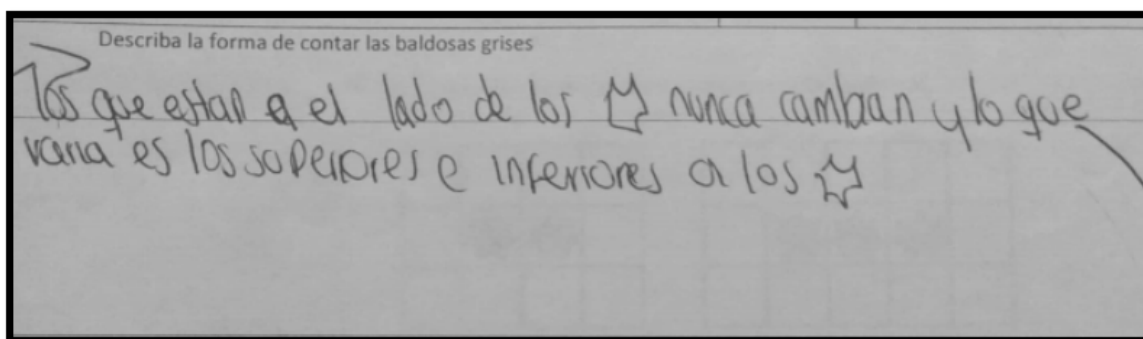 Describa la forma de contar las baldosas grises
los que estan a el lado de los nunca cambian y lo que
varia es los superiores e inferiores a los